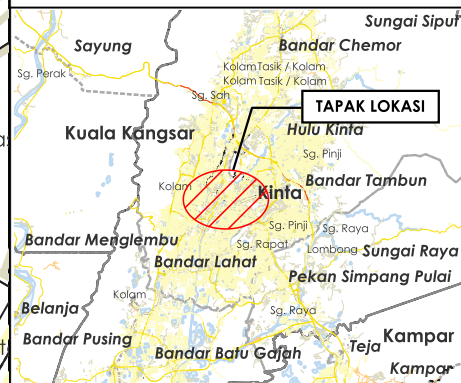 Sungai Siput
Sayung
Bandar Chemor
Kolam Tasik / Kolam
Sg. Perak
Kolam Tasik / Kolam
Sg. Sah
TAPAK LOKASI
Kuala Kangsar
Hulu Kinta
Sg. Pinji
Kolam
Kinta
Bandar Tambun
Sg. Pinji
Sg. Raya
Bandar Menglembu
Sg. Rapat
Lombong
Sungai Raya
Bandar Lahat
Pekan Simpang Pulai
Kolam
Belanja
Sg. Raya
Bandar Pusing
Kampar
Teja
Bandar Batu Gajah
Kampar